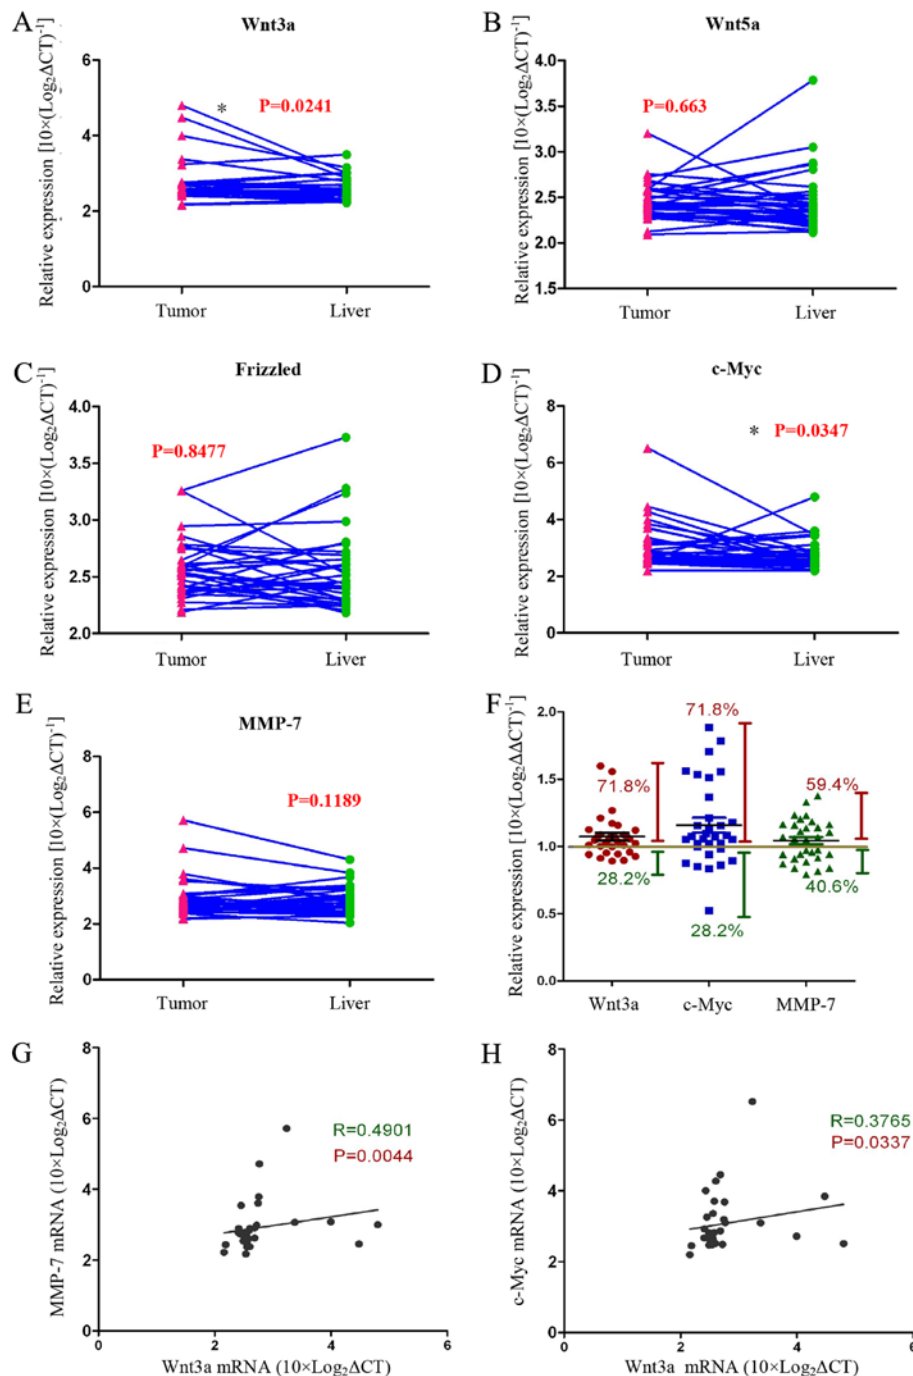 A
Wnt3a
Relative expression [10×(Log₂ΔCT)⁻¹]
6
4
2
0
*
P=0.0241
Tumor
Liver
B
Wnt5a
Relative expression [10×(Log₂ΔCT)⁻¹]
4.0
3.5
3.0
2.5
2.0
1.5
P=0.663
Tumor
Liver
C
Frizzled
Relative expression [10×(Log₂ΔCT)⁻¹]
4.0
3.5
3.0
2.5
2.0
P=0.8477
Tumor
Liver
D
c-Myc
Relative expression [10×(Log₂ΔCT)⁻¹]
8
6
4
2
0
*
P=0.0347
Tumor
Liver
E
MMP-7
Relative expression [10×(Log₂ΔCT)⁻¹]
8
6
4
2
0
P=0.1189
Tumor
Liver
F
Relative expression [10×(Log₂ΔΔCT)⁻¹]
2.0
1.5
1.0
0.5
0.0
71.8%
71.8%
59.4%
28.2%
28.2%
40.6%
Wnt3a
c-Myc
MMP-7
G
MMP-7 mRNA (10×Log₂ΔCT)
8
6
4
2
0
R=0.4901
P=0.0044
0
2
4
6
Wnt3a mRNA (10×Log₂ΔCT)
H
c-Myc mRNA (10×Log₂ΔCT)
8
6
4
2
0
R=0.3765
P=0.0337
0
2
4
6
Wnt3a mRNA (10×Log₂ΔCT)